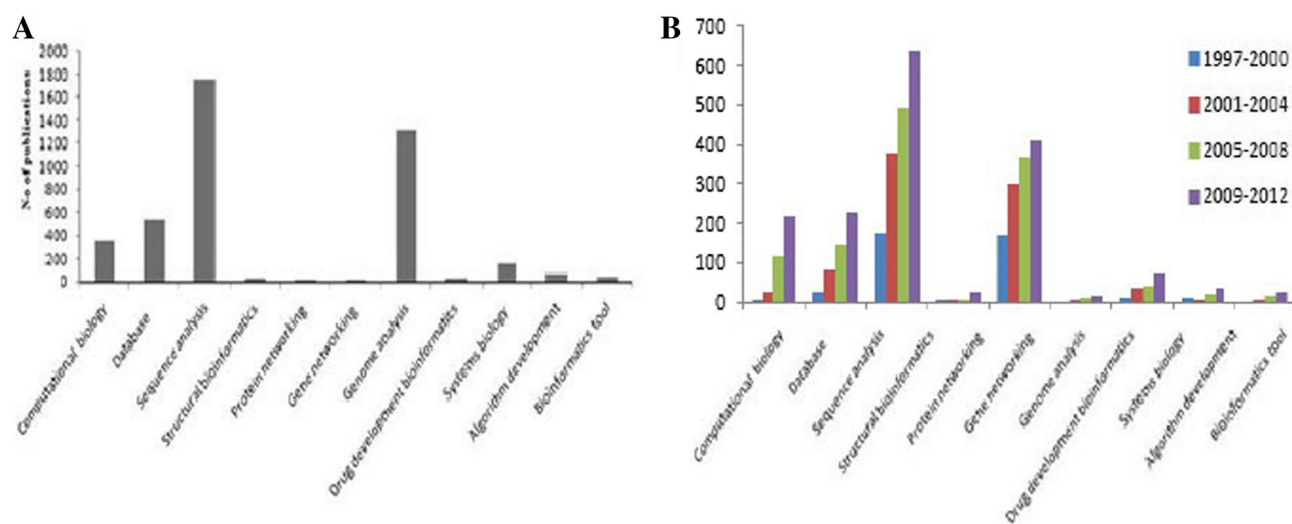 A
N-o off publications
2000
1800
1600
1400
1200
1000
800
600
400
200
0
Computational biology
Database
Sequence analysis
Structural bioinformatics
Protein networking
Gene networking
Genome analysis
Drug development bioinformatics
Systems biology
Algorithm development
Bioinformatics tool
B
700
600
500
400
300
200
100
0
1997-2000
2001-2004
2005-2008
2009-2012
Computational biology
Database
Sequence analysis
Structural bioinformatics
Protein networking
Gene networking
Genome analysis
Drug development bioinformatics
Systems biology
Algorithm development
Bioinformatics tool